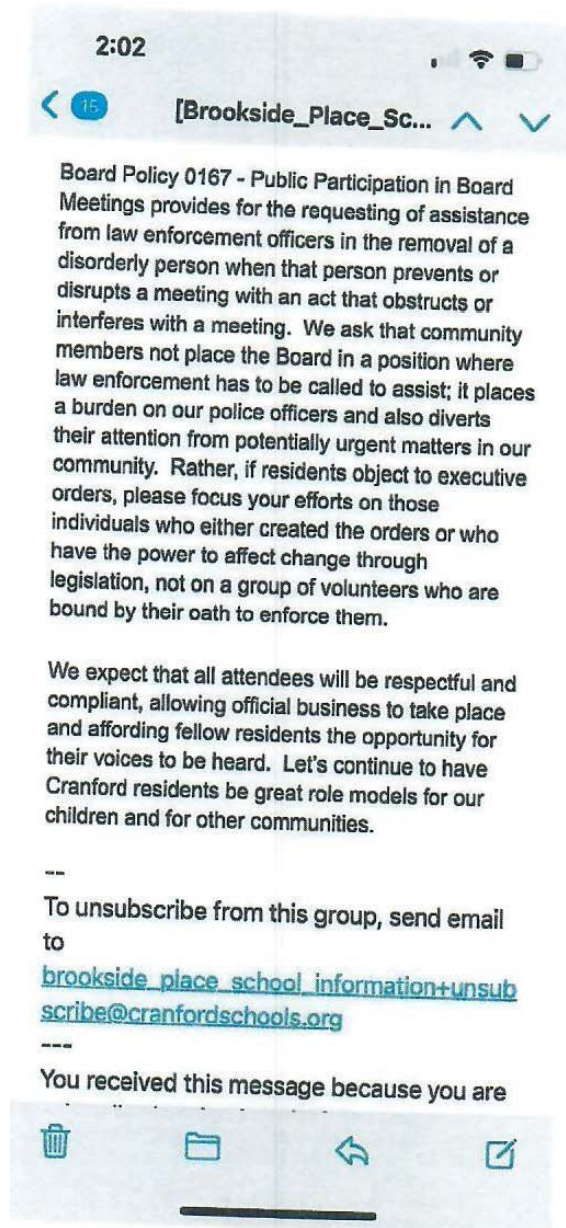 2:02
15
[Brookside_Place_Sc...
Board Policy 0167 - Public Participation in Board
Meetings provides for the requesting of assistance
from law enforcement officers in the removal of a
disorderly person when that person prevents or
disrupts a meeting with an act that obstructs or
interferes with a meeting.  We ask that community
members not place the Board in a position where
law enforcement has to be called to assist; it places
a burden on our police officers and also diverts
their attention from potentially urgent matters in our
community.  Rather, if residents object to executive
orders, please focus your efforts on those
individuals who either created the orders or who
have the power to affect change through
legislation, not on a group of volunteers who are
bound by their oath to enforce them.
We expect that all attendees will be respectful and
compliant, allowing official business to take place
and affording fellow residents the opportunity for
their voices to be heard.  Let's continue to have
Cranford residents be great role models for our
children and for other communities.
--
To unsubscribe from this group, send email
to
brookside_place_school_information+unsub
scribe@cranfordschools.org
---
You received this message because you are